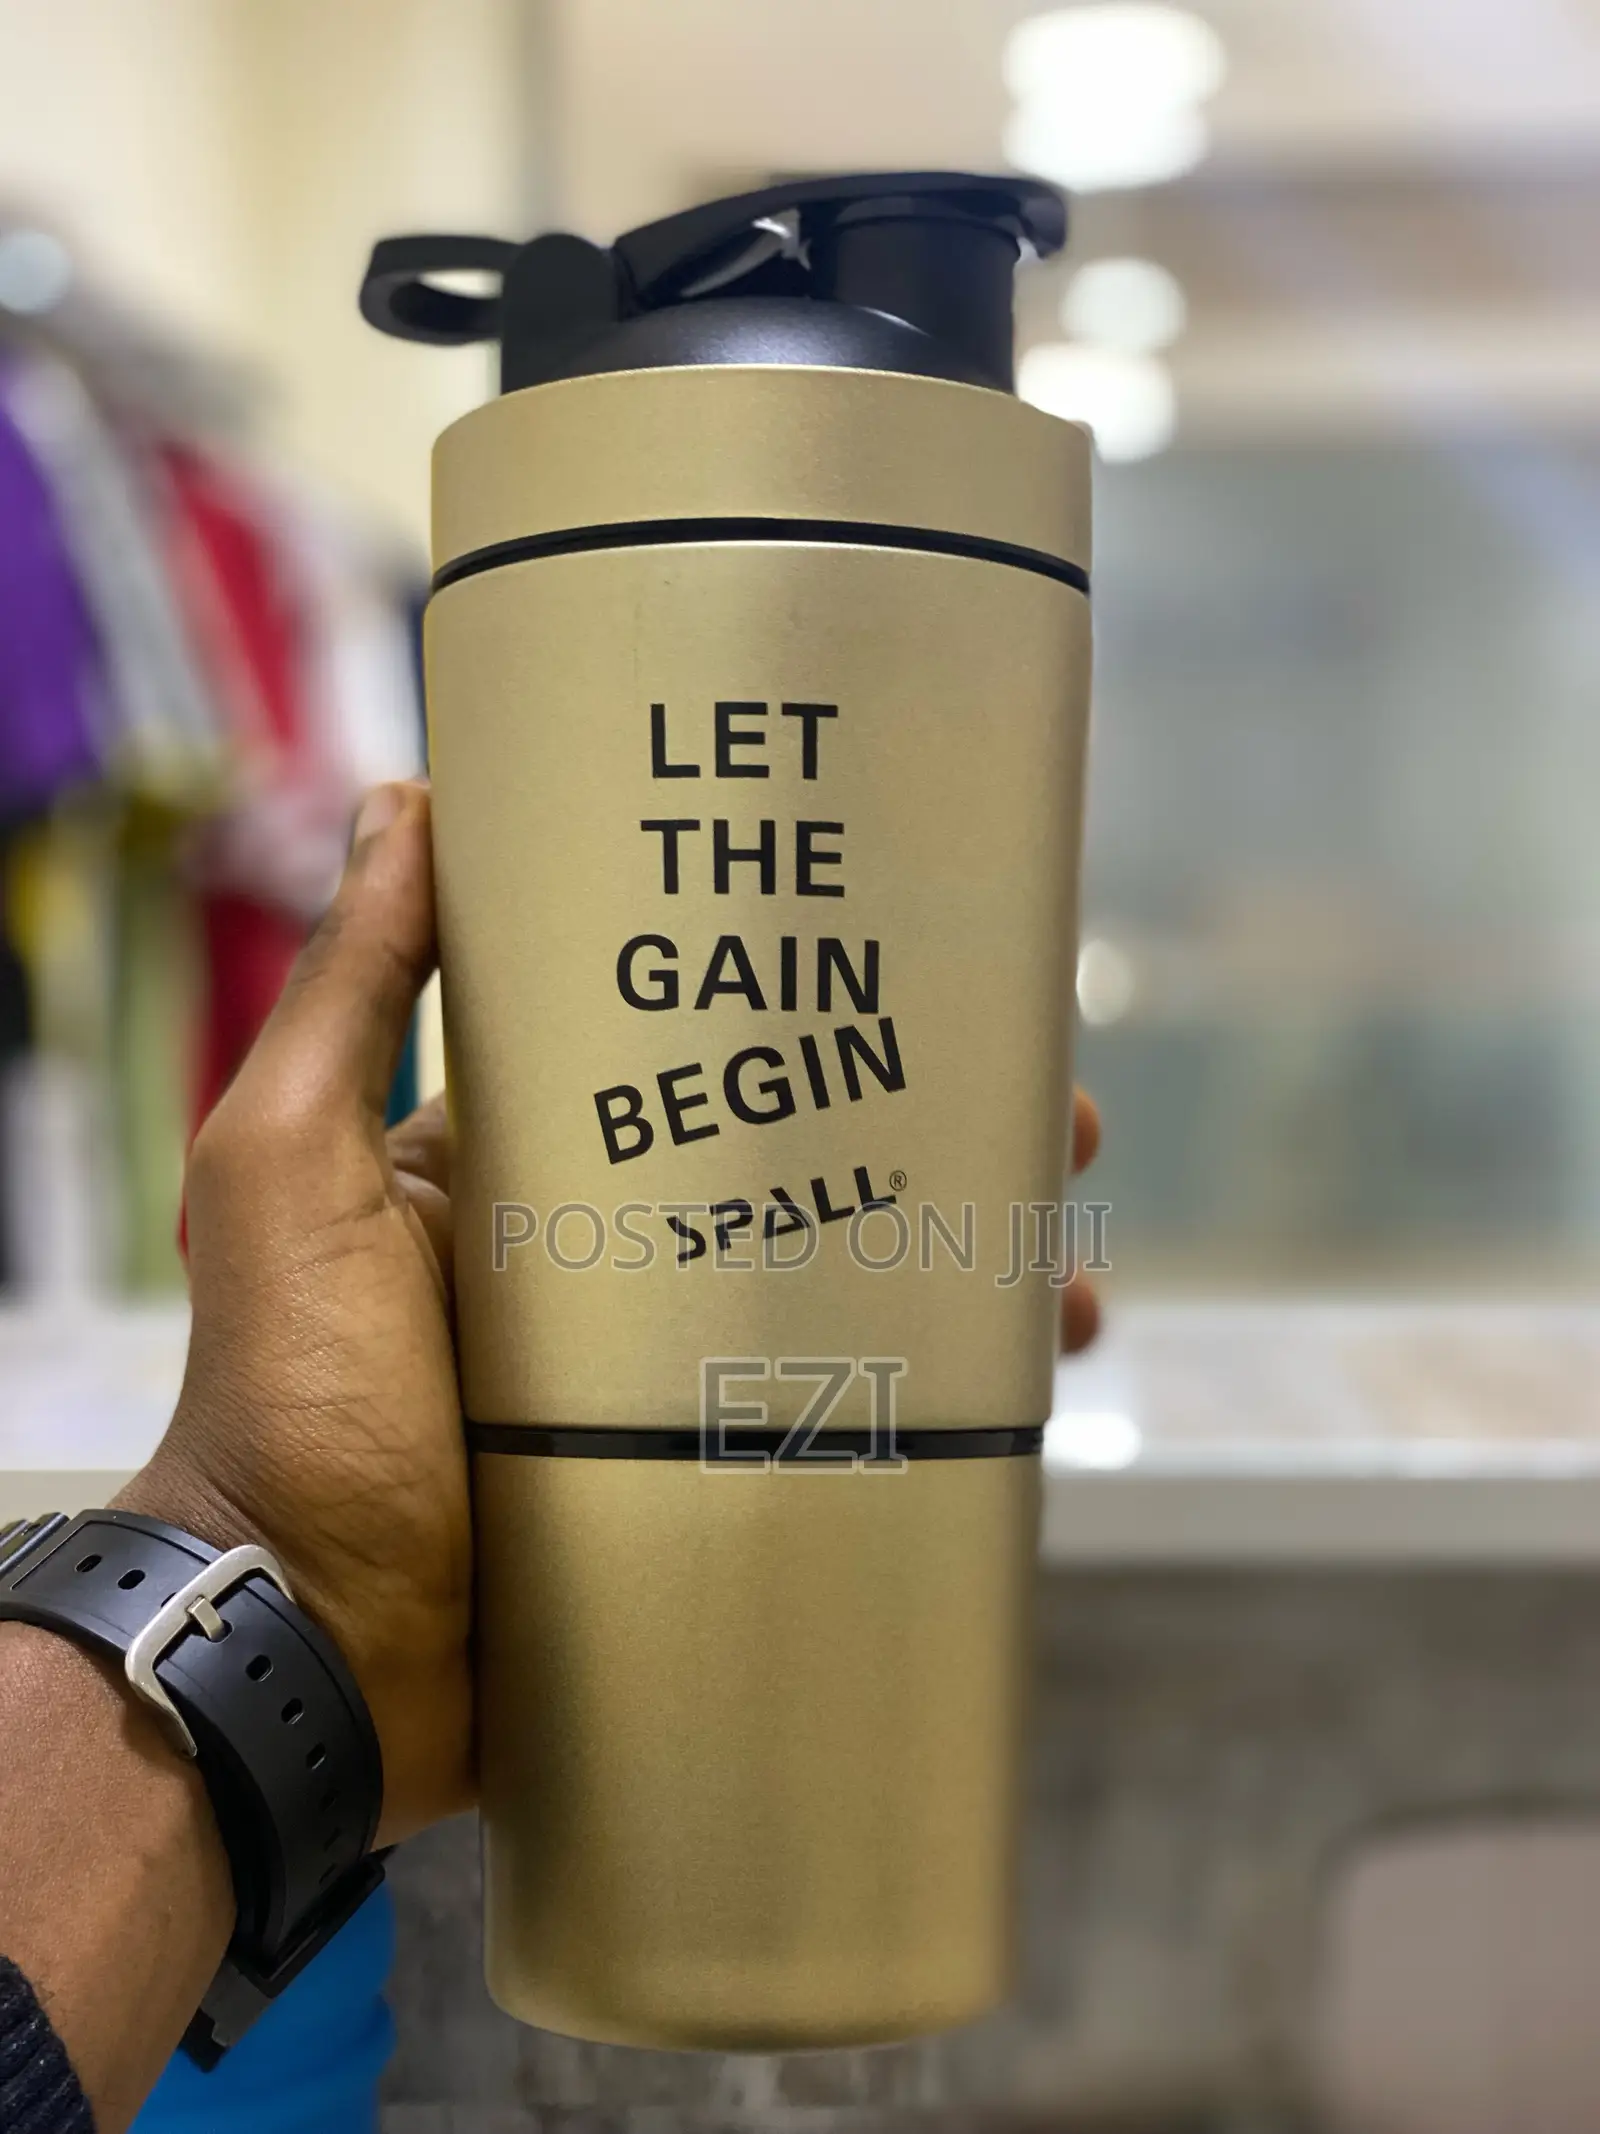 LET
THE
GAIN
BEGIN
SPALL®
POSTED ON JIJI
EZI